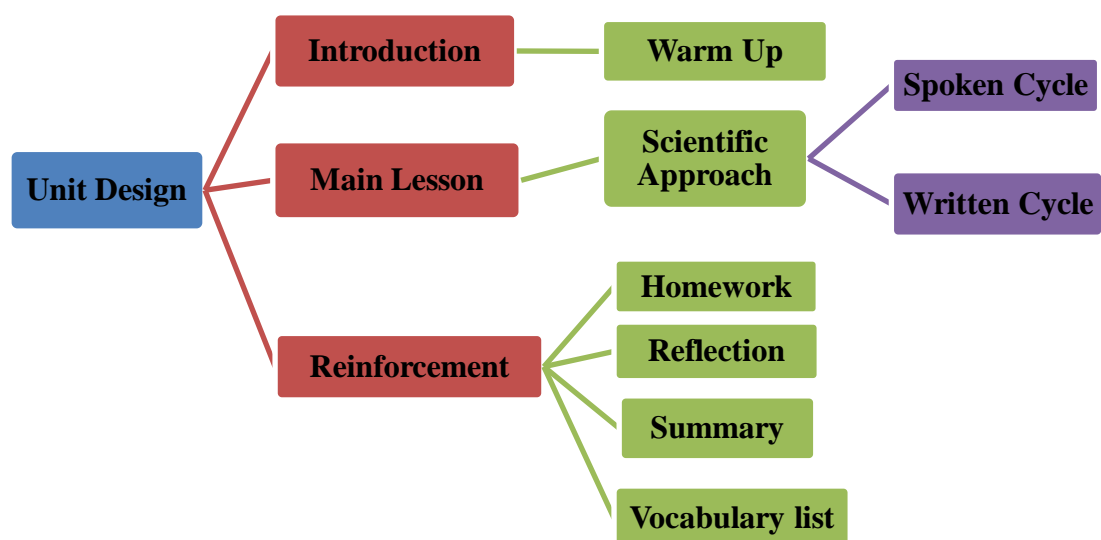 Unit Design
Introduction
Warm Up
Main Lesson
Scientific
Approach
Spoken Cycle
Written Cycle
Reinforcement
Homework
Reflection
Summary
Vocabulary list